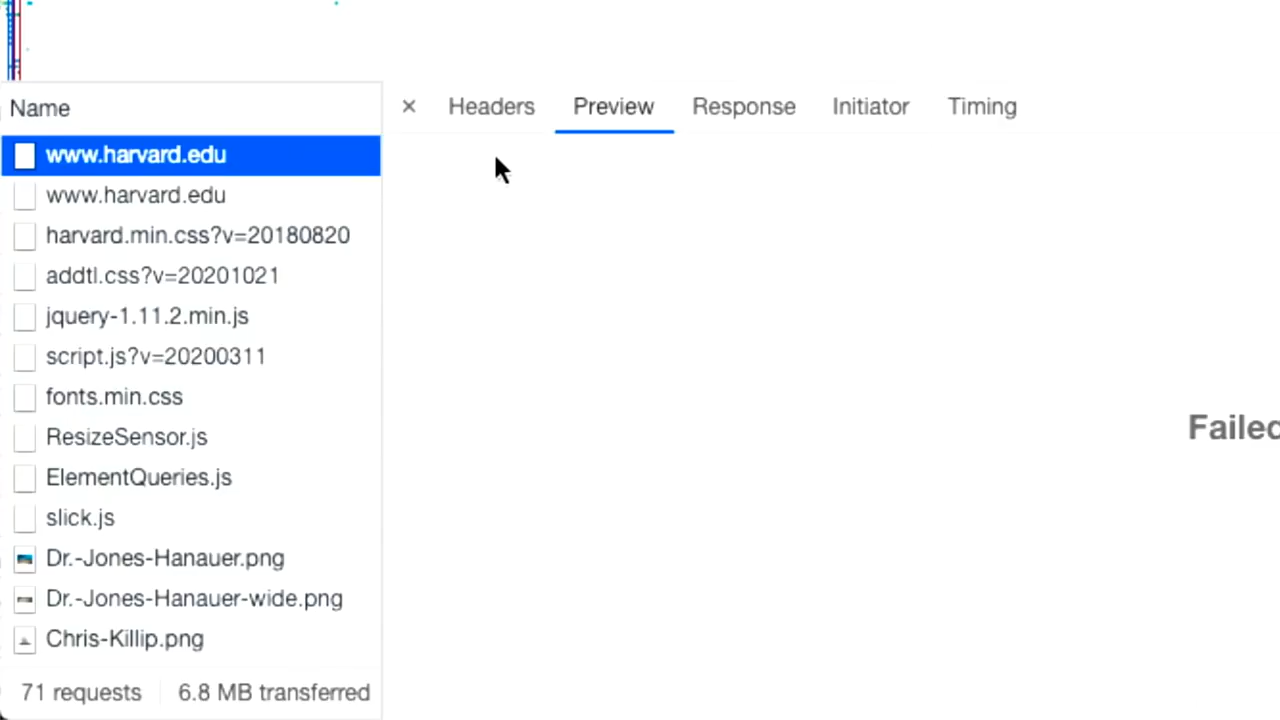 Name
× Headers Preview Response Initiator Timing
www.harvard.edu
www.harvard.edu
harvard.min.css?v=20180820
addtl.css?v=20201021
jquery-1.11.2.min.js
script.js?v=20200311
fonts.min.css
ResizeSensor.js
ElementQueries.js
slick.js
Dr.-Jones-Hanauer.png
Dr.-Jones-Hanauer-wide.png
Chris-Killip.png
71 requests 6.8 MB transferred
Failed